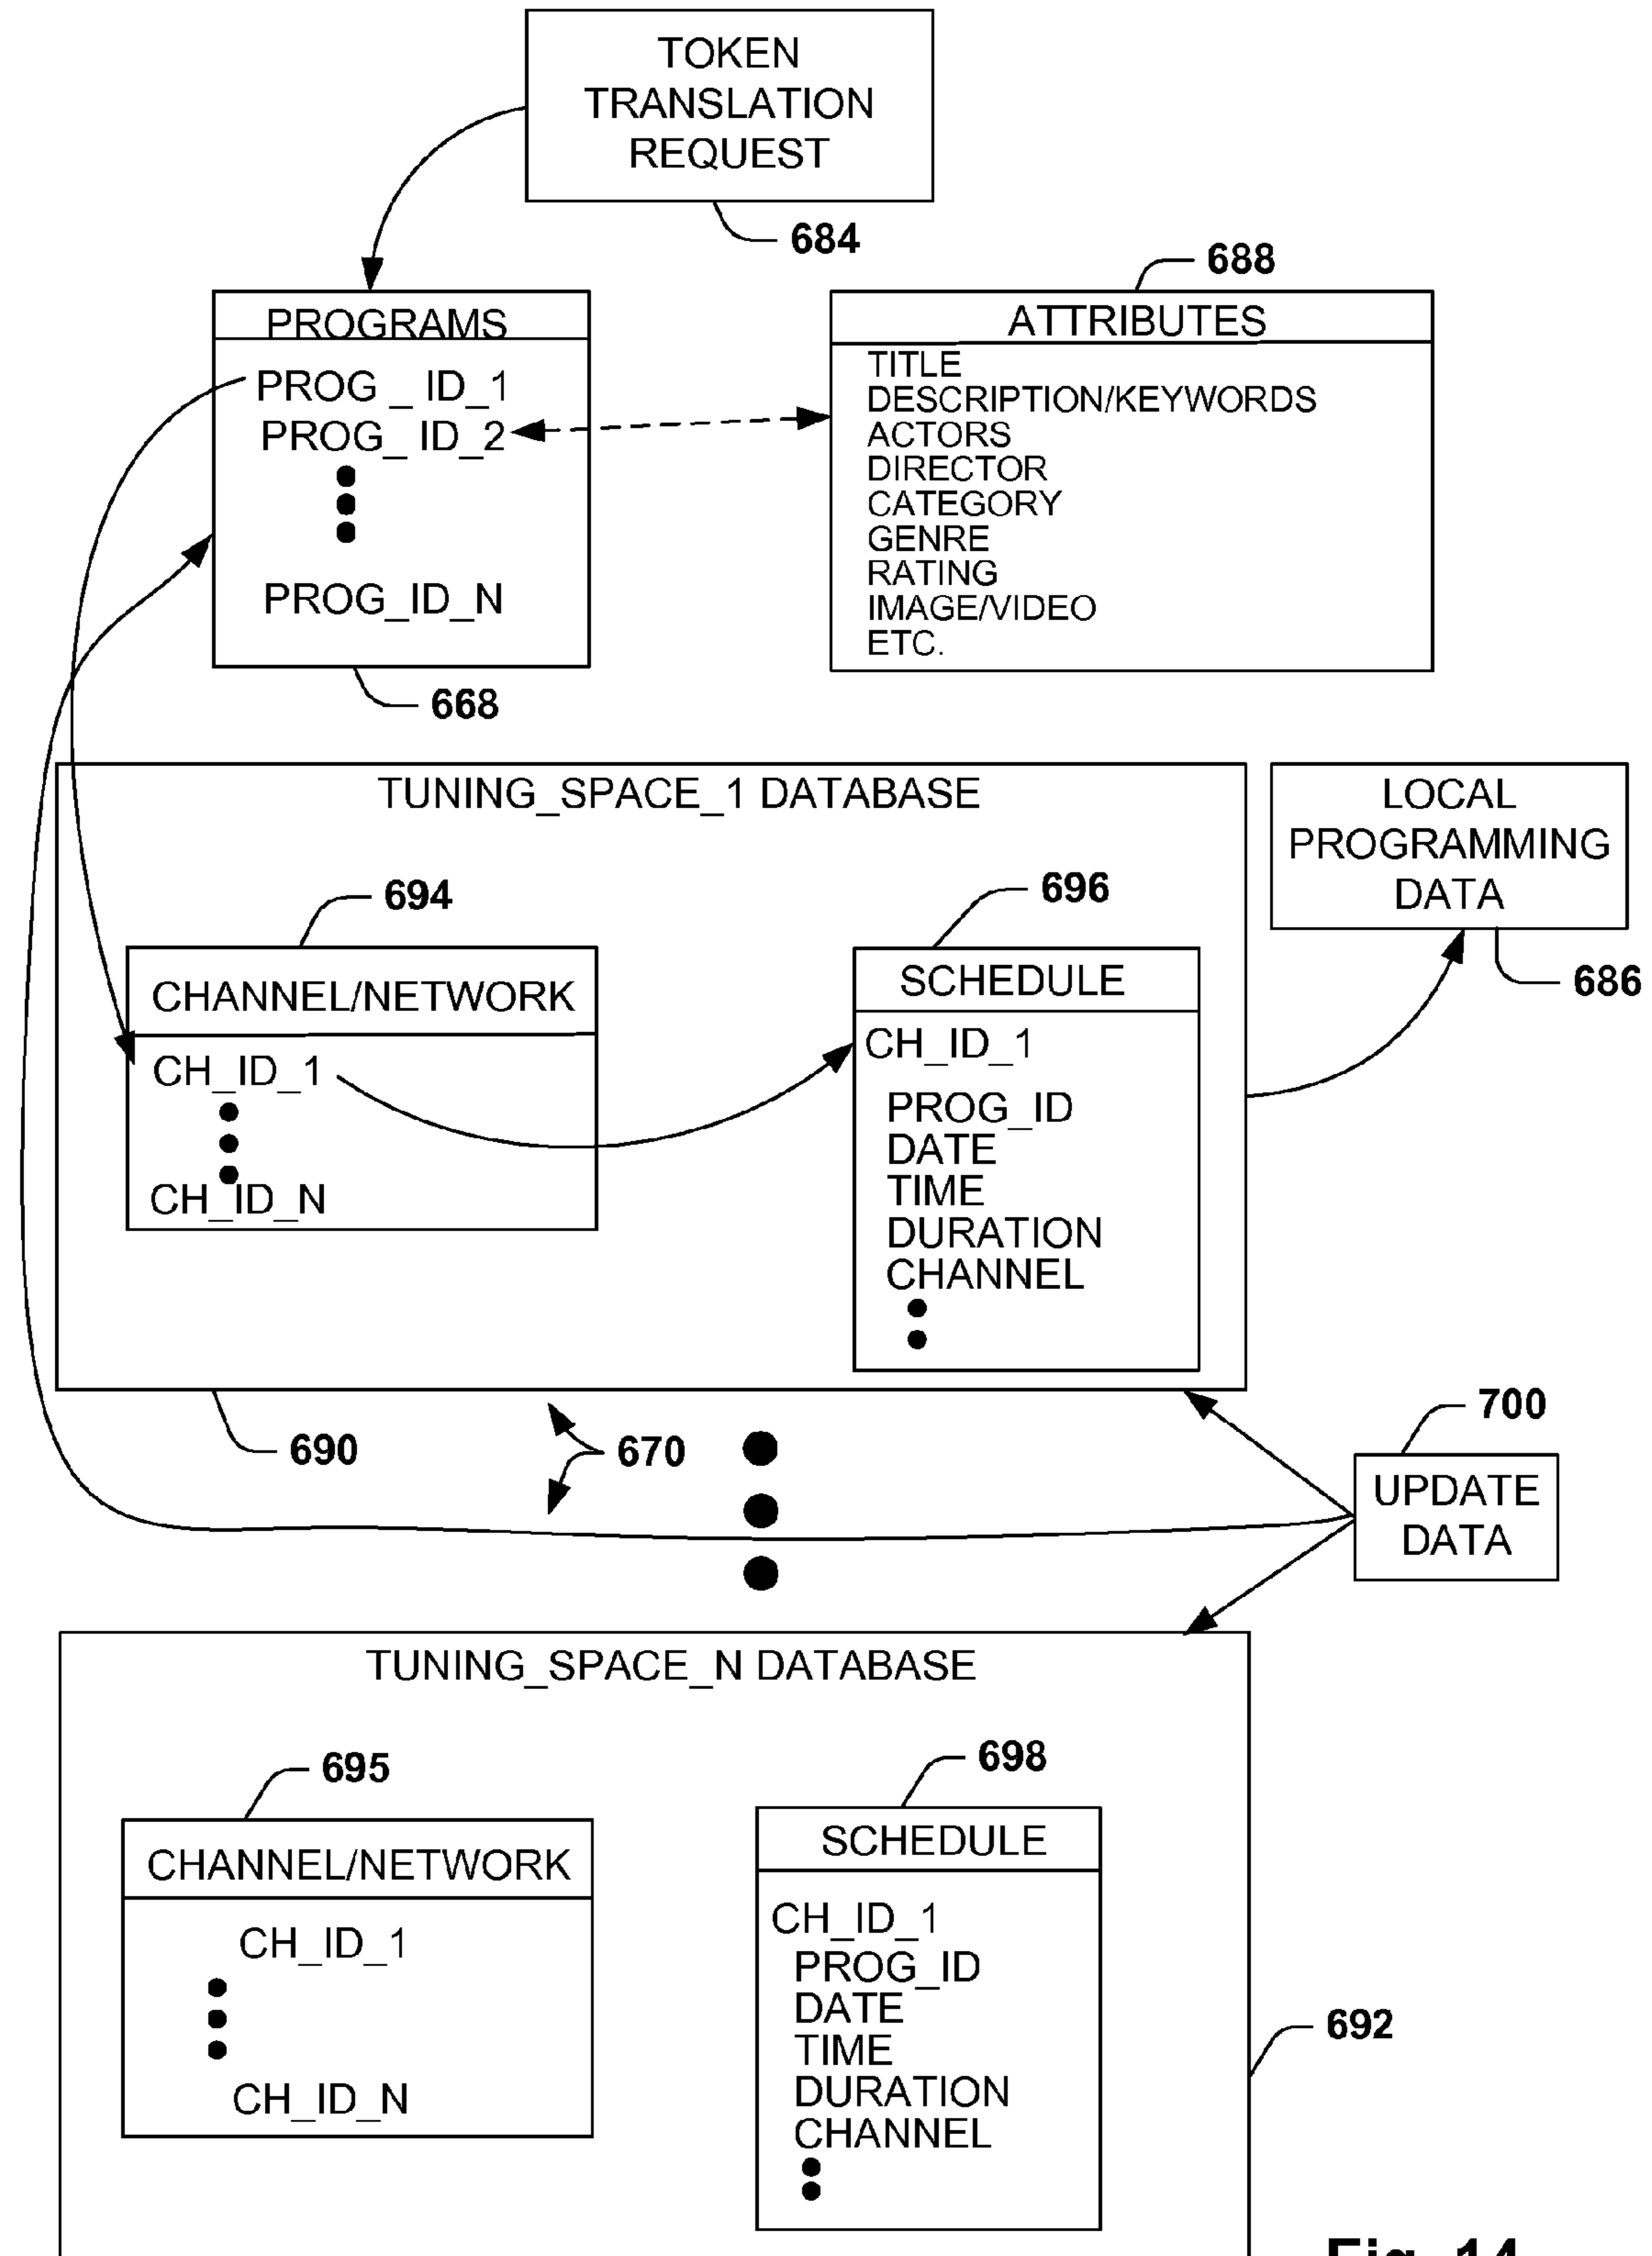 TOKEN
TRANSLATION
REQUEST
684
688
PROGRAMS
PROG _ ID_1
PROG_ ID_2
PROG_ID_N
668
ATTRIBUTES
TITLE
DESCRIPTION/KEYWORDS
ACTORS
DIRECTOR
CATEGORY
GENRE
RATING
IMAGE/VIDEO
ETC.
TUNING_SPACE_1 DATABASE
LOCAL
PROGRAMMING
DATA
686
694
CHANNEL/NETWORK
CH_ID_1
CH_ID_N
696
SCHEDULE
CH_ID_1
PROG_ID
DATE
TIME
DURATION
CHANNEL
690
670
700
UPDATE
DATA
TUNING_SPACE_N DATABASE
695
CHANNEL/NETWORK
CH_ID_1
CH_ID_N
698
SCHEDULE
CH_ID_1
PROG_ID
DATE
TIME
DURATION
CHANNEL
692
Fig. 14